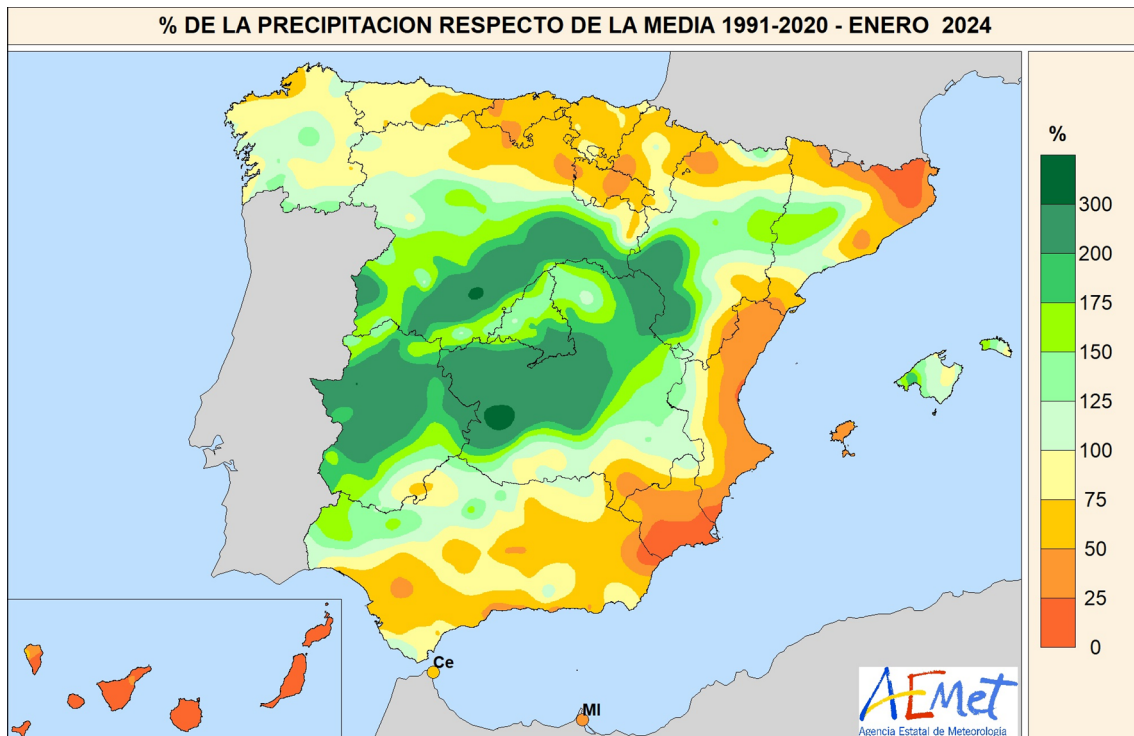 % DE LA PRECIPITACION RESPECTO DE LA MEDIA 1991-2020 - ENERO  2024
%
300
200
175
150
125
100
75
50
25
0
Ce
Ml
AEmet
Agencia Estatal de Meteorología